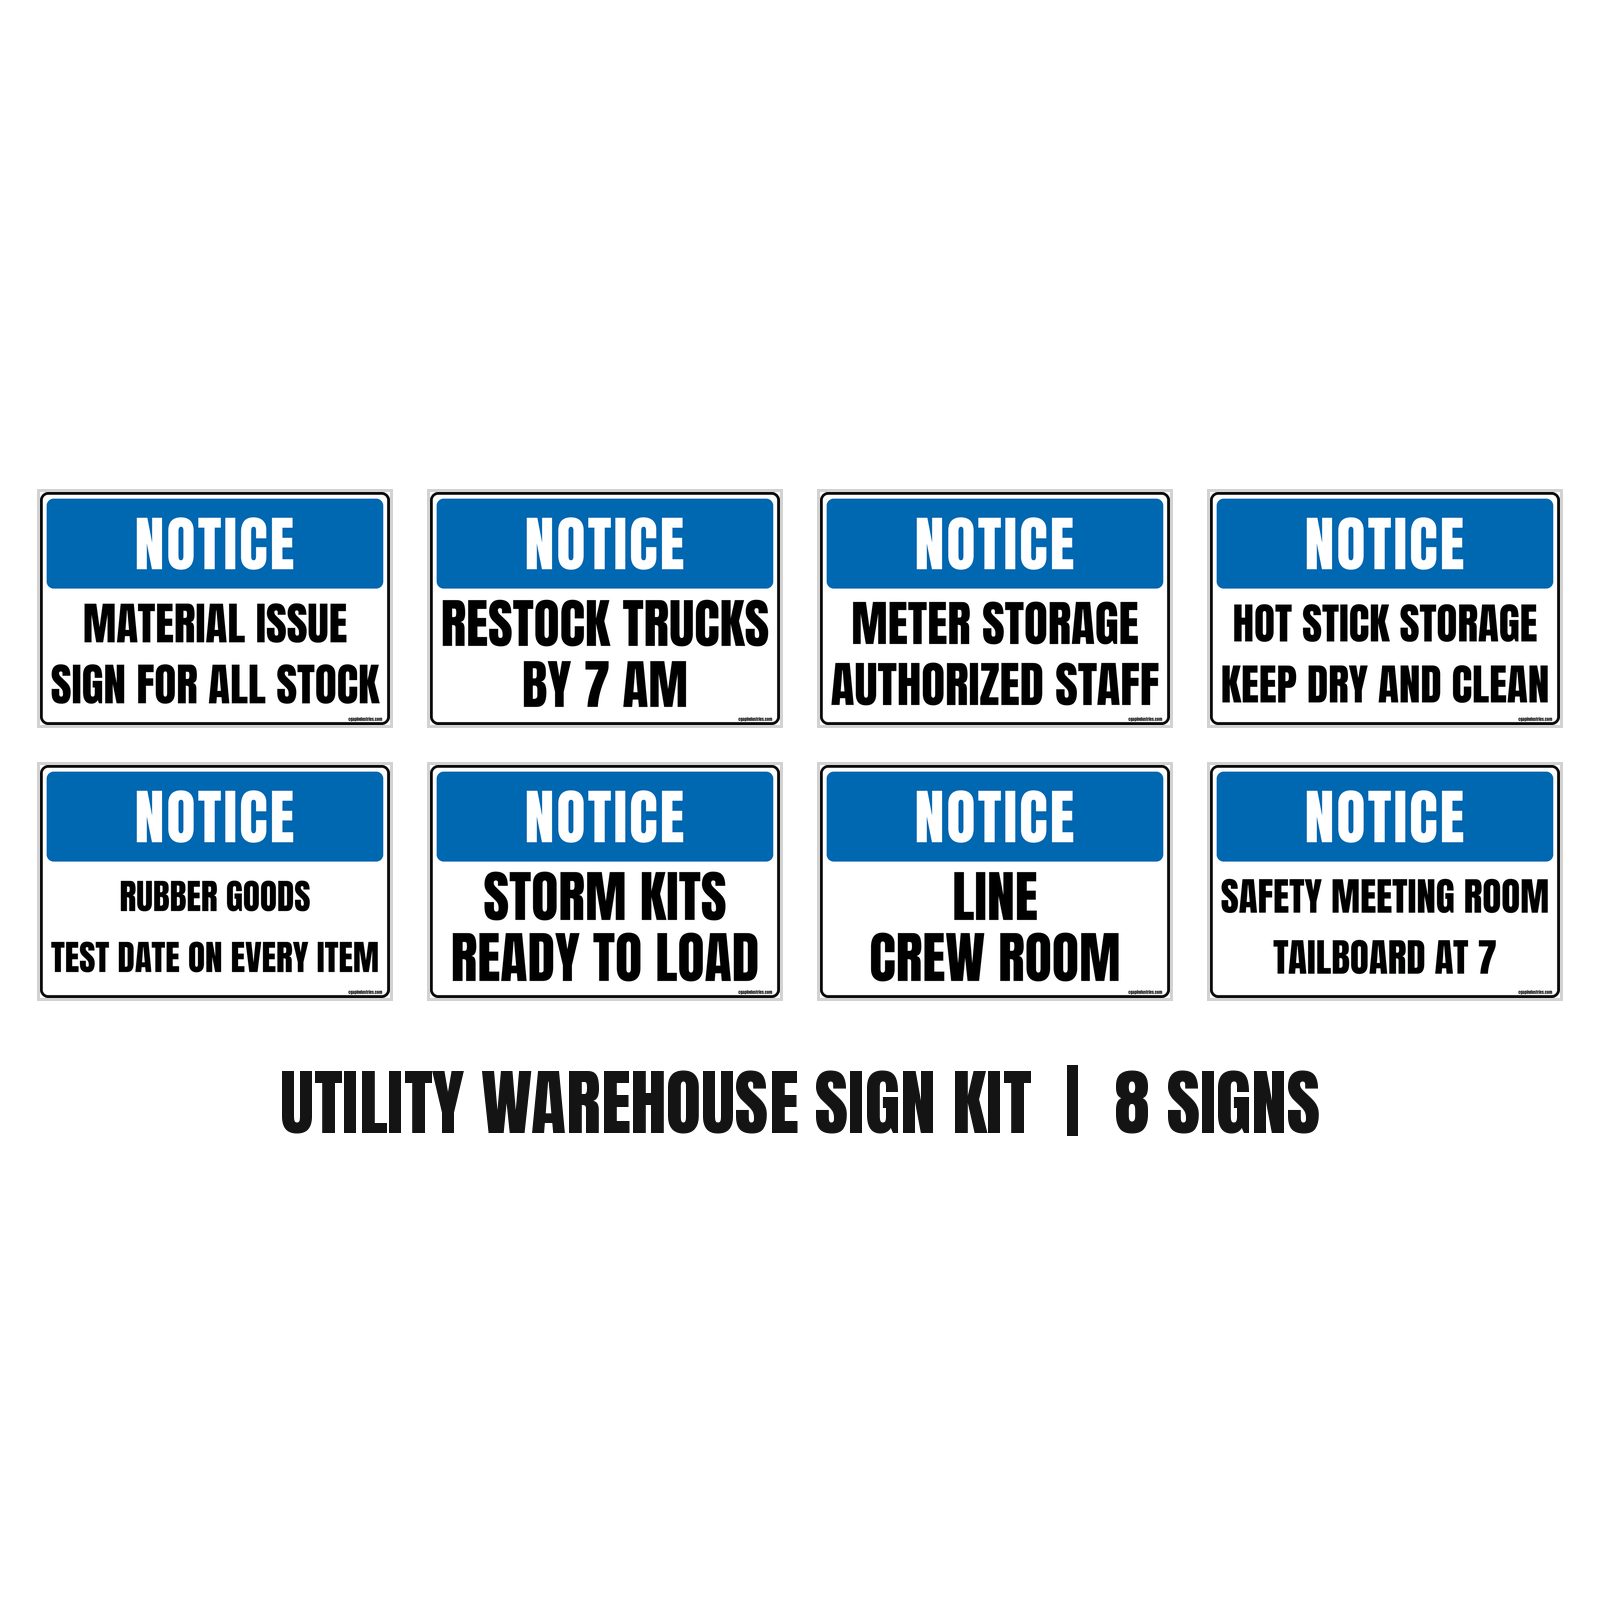 NOTICE
MATERIAL ISSUE
SIGN FOR ALL STOCK
cgaphindustries.com
NOTICE
RESTOCK TRUCKS
BY 7 AM
NOTICE
METER STORAGE
AUTHORIZED STAFF
NOTICE
HOT STICK STORAGE
KEEP DRY AND CLEAN
NOTICE
RUBBER GOODS
TEST DATE ON EVERY ITEM
NOTICE
STORM KITS
READY TO LOAD
NOTICE
LINE
CREW ROOM
NOTICE
SAFETY MEETING ROOM
TAILBOARD AT 7
UTILITY WAREHOUSE SIGN KIT | 8 SIGNS